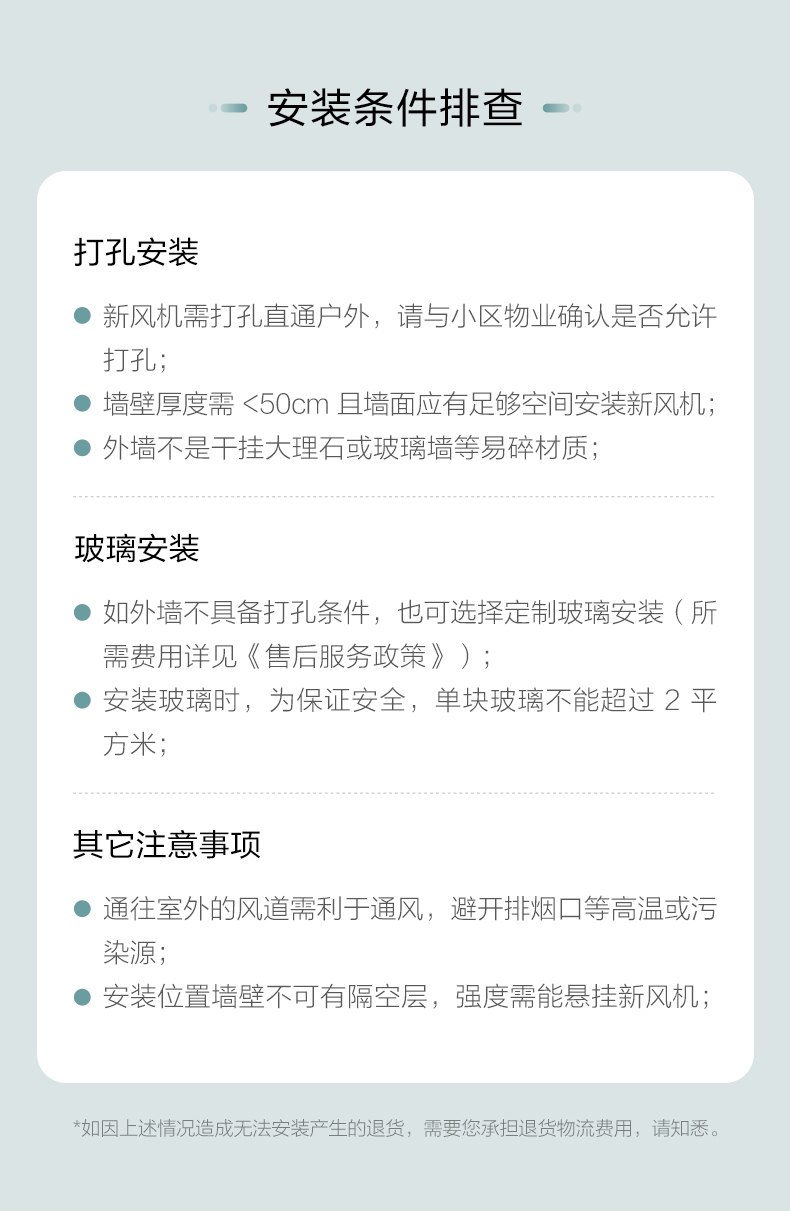 安装条件排查
打孔安装
新风机需打孔直通户外，请与小区物业确认是否允许
打孔；
墙壁厚度需 <50cm 且墙面应有足够空间安装新风机；
外墙不是干挂大理石或玻璃墙等易碎材质；
玻璃安装
如外墙不具备打孔条件，也可选择定制玻璃安装（所
需费用详见《售后服务政策》）；
安装玻璃时，为保证安全，单块玻璃不能超过 2 平
方米；
其它注意事项
通往室外的风道需利于通风，避开排烟口等高温或污
染源；
安装位置墙壁不可有隔空层，强度需能悬挂新风机；
*如因上述情况造成无法安装产生的退货，需要您承担退货物流费用，请知悉。